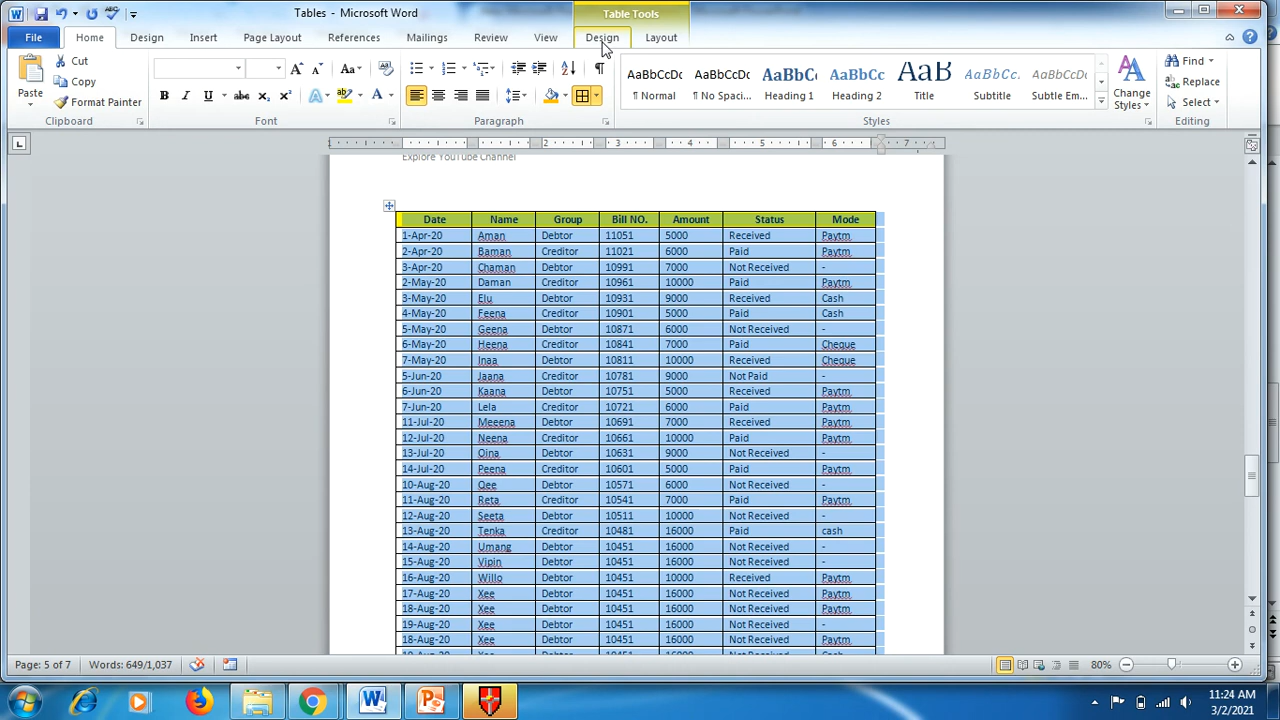 Tables - Microsoft Word
Table Tools
File Home Design Insert Page Layout References Mailings Review View Design Layout
Paste
Cut
Copy
Format Painter
Clipboard
Aa
B I U abc X₂ X²
Font
Paragraph
AaBbCcDc AaBbCcDc AaBbCc AaBbCc AaB AaBbCc. AaBbCcDc
¶ Normal ¶ No Spaci... Heading 1 Heading 2 Title Subtitle Subtle Em...
Styles
Change Styles
Find
Replace
Select
Editing
1 2 3 4 5 6 7
Explore YouTube Channel
Date Name Group Bill NO. Amount Status Mode
1-Apr-20 Aman Debtor 11051 5000 Received Paytm
2-Apr-20 Baman Creditor 11021 6000 Paid Paytm
3-Apr-20 Chaman Debtor 10991 7000 Not Received -
2-May-20 Daman Creditor 10961 10000 Paid Paytm
3-May-20 Elu Debtor 10931 9000 Received Cash
4-May-20 Feena Creditor 10901 5000 Paid Cash
5-May-20 Geena Debtor 10871 6000 Not Received -
6-May-20 Heena Creditor 10841 7000 Paid Cheque
7-May-20 Inaa Debtor 10811 10000 Received Cheque
5-Jun-20 Jaana Creditor 10781 9000 Not Paid -
6-Jun-20 Kaana Debtor 10751 5000 Received Paytm
7-Jun-20 Lela Creditor 10721 6000 Paid Paytm
11-Jul-20 Meeena Debtor 10691 7000 Received Paytm
12-Jul-20 Neena Creditor 10661 10000 Paid Paytm
13-Jul-20 Oina Debtor 10631 9000 Not Received -
14-Jul-20 Peena Creditor 10601 5000 Paid Paytm
10-Aug-20 Qee Debtor 10571 6000 Not Received -
11-Aug-20 Reta Creditor 10541 7000 Paid Paytm
12-Aug-20 Seeta Debtor 10511 10000 Not Received -
13-Aug-20 Tenka Creditor 10481 16000 Paid cash
14-Aug-20 Umang Debtor 10451 16000 Not Received -
15-Aug-20 Vipin Debtor 10451 16000 Not Received -
16-Aug-20 Willo Debtor 10451 10000 Received Paytm
17-Aug-20 Xee Debtor 10451 16000 Not Received Paytm
18-Aug-20 Xee Debtor 10451 16000 Not Received Paytm
19-Aug-20 Xee Debtor 10451 16000 Not Received -
18-Aug-20 Xee Debtor 10451 16000 Not Received Paytm
Page: 5 of 7 Words: 649/1,037 80%
11:24 AM
3/2/2021